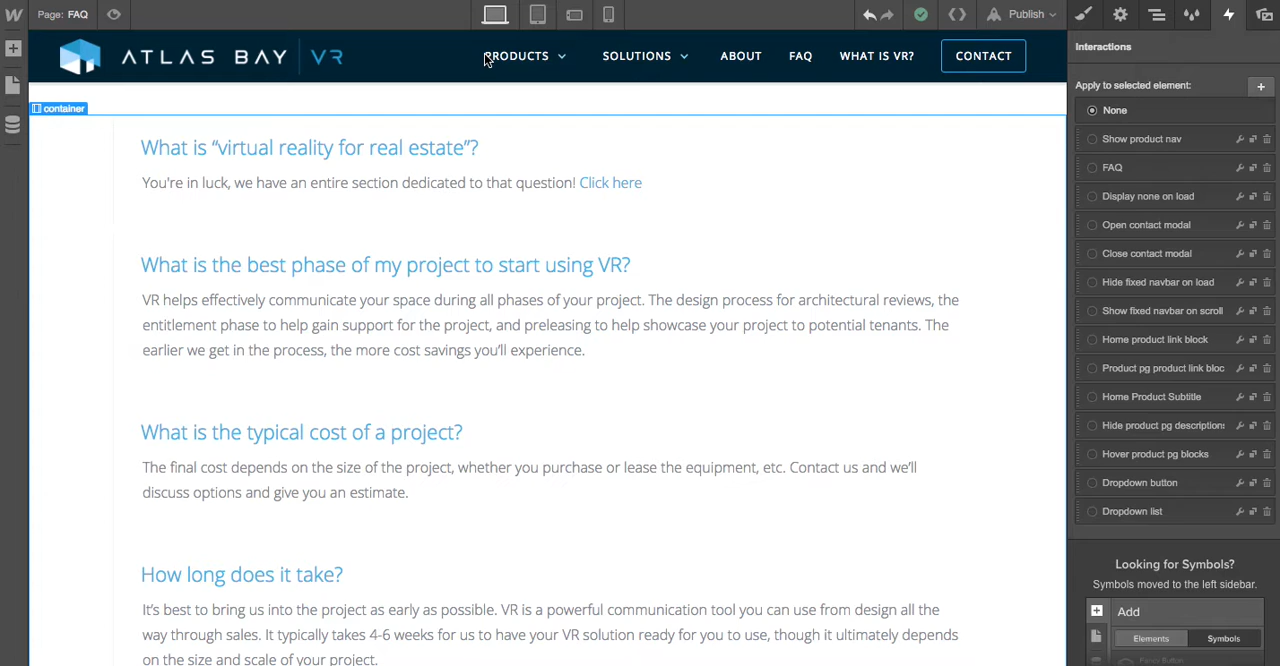 W Page: FAQ Publish
Interactions
ATLAS BAY VR PRODUCTS SOLUTIONS ABOUT FAQ WHAT IS VR? CONTACT
Apply to selected element: +
container
None
Show product nav
FAQ
Display none on load
Open contact modal
Close contact modal
Hide fixed navbar on load
Show fixed navbar on scroll
Home product link block
Product pg product link bloc
Home Product Subtitle
Hide product pg descriptions
Hover product pg blocks
Dropdown button
Dropdown list
What is “virtual reality for real estate”?
You're in luck, we have an entire section dedicated to that question! Click here
What is the best phase of my project to start using VR?
VR helps effectively communicate your space during all phases of your project. The design process for architectural reviews, the
entitlement phase to help gain support for the project, and preleasing to help showcase your project to potential tenants. The
earlier we get in the process, the more cost savings you’ll experience.
What is the typical cost of a project?
The final cost depends on the size of the project, whether you purchase or lease the equipment, etc. Contact us and we’ll
discuss options and give you an estimate.
How long does it take?
It’s best to bring us into the project as early as possible. VR is a powerful communication tool you can use from design all the
way through sales. It typically takes 4-6 weeks for us to have your VR solution ready for you to use, though it ultimately depends
on the size and scale of your project.
Looking for Symbols?
Symbols moved to the left sidebar.
Add
Elements Symbols